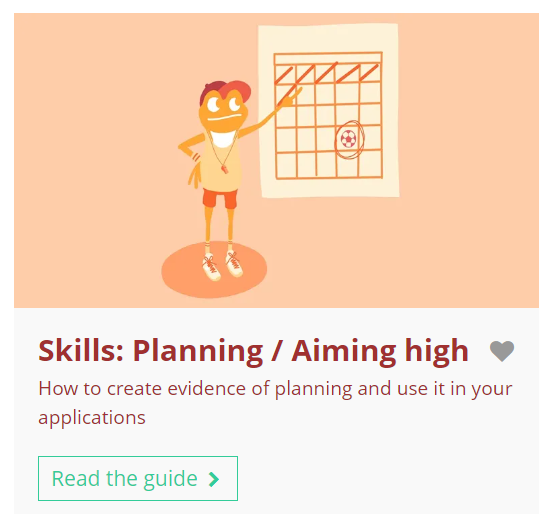 Skills: Planning / Aiming high
How to create evidence of planning and use it in your
applications
Read the guide